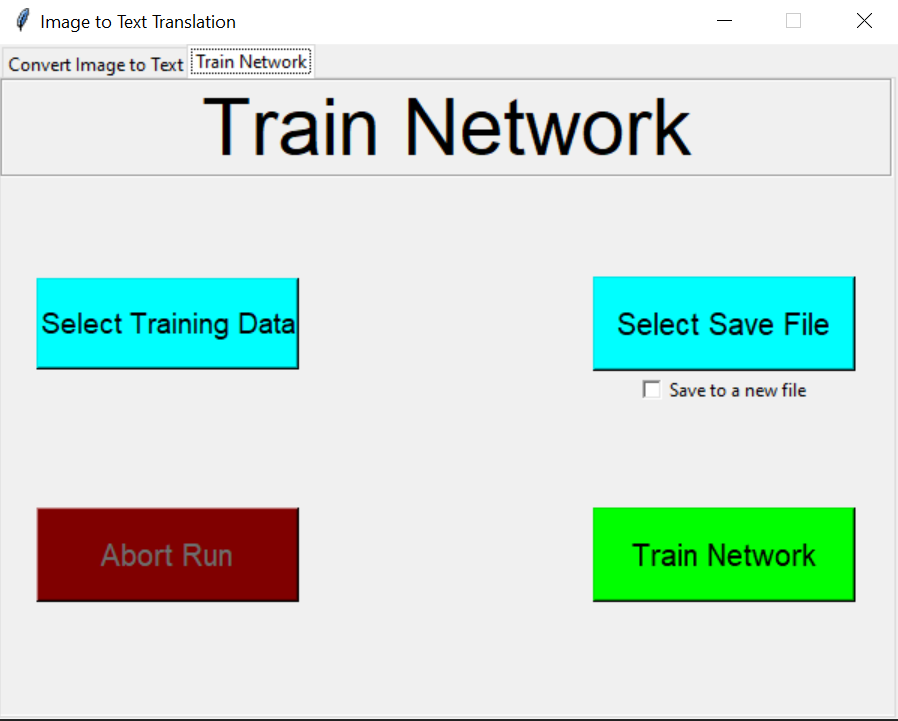 Image to Text Translation
Convert Image to Text
Train Network
Train Network
Select Training Data
Select Save File
Save to a new file
Abort Run
Train Network